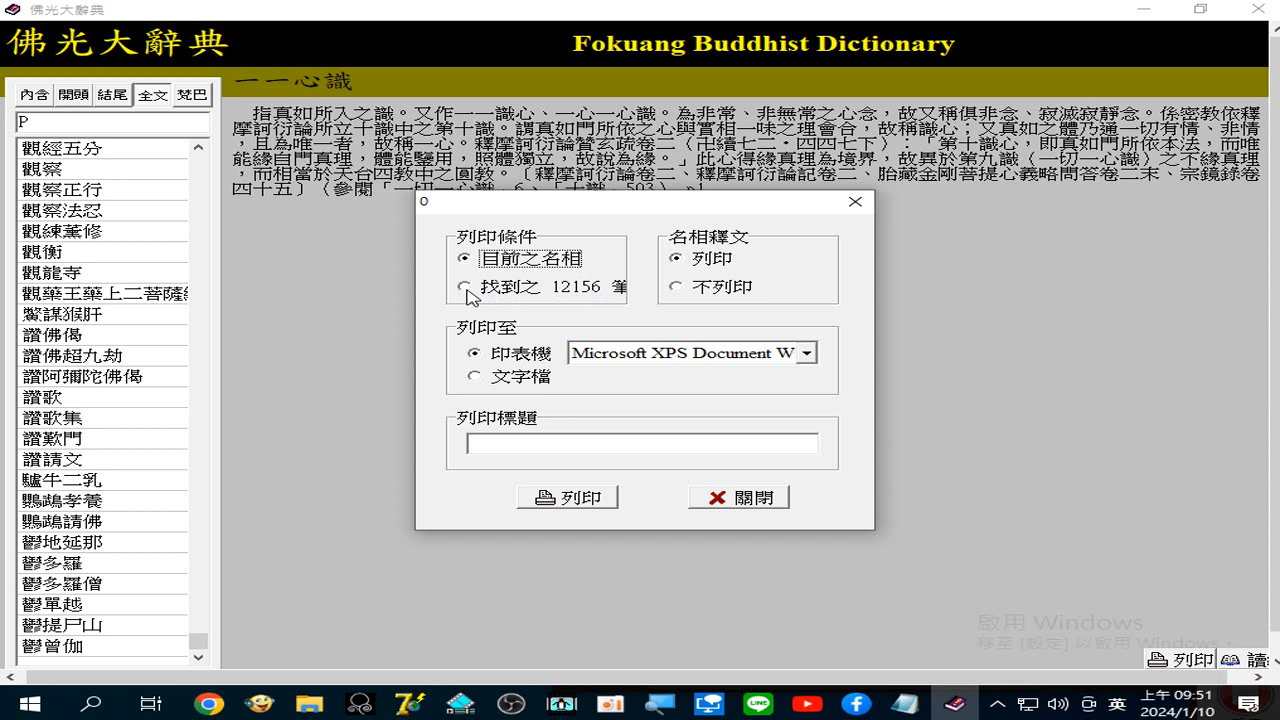 佛光大辭典
佛光大辭典
Fokuang Buddhist Dictionary
內含 開頭 結尾 全文 梵巴
P
觀經五分
觀察
觀察正行
觀察法忍
觀練薰修
觀衡
觀龍寺
觀藥王藥上二菩薩經
驚謀猴肝
讚佛偈
讚佛超九劫
讚阿彌陀佛偈
讚歌
讚歌集
讚歎門
讚請文
驢牛二乳
鸚鵡孝養
鸚鵡請佛
鬱地延那
鬱多羅
鬱多羅僧
鬱單越
鬱提尸山
鬱曾伽
一一心識
指真如所入之識。又作一一識心、一心一心識。為非常、非無常之心念，故又稱俱非念、寂滅寂靜念。係密教依釋
摩訶衍論所立十識中之第十識。謂真如門所依之心與實相一味之理會合，故稱識心；又真如之體乃通一切有情、非情
，且為唯一者，故稱一心。釋摩訶衍論贊玄疏卷二（卍續七二‧四四七下）：「第十識心，即真如門所依本法，而唯
能緣自門真理，體能鑒用，照體獨立，故說為緣。」此心得緣真理為境界，故異於第九識（一切一心識）之不緣真理
，而相當於天台四教中之圓教。〔釋摩訶衍論記卷二、釋摩訶衍論記卷二、胎藏金剛菩提心義略問答卷二末、宗鏡錄卷
四十五〕（參閱「一切一心識」6、「十識」503） p1
O
列印條件
目前之名相
找到之 12156 筆
名相釋文
列印
不列印
列印至
印表機 Microsoft XPS Document W
文字檔
列印標題
列印 關閉
啟用 Windows
移至 [設定] 以啟用 Windows。
列印 讀
英
上午 09:51
2024/1/10